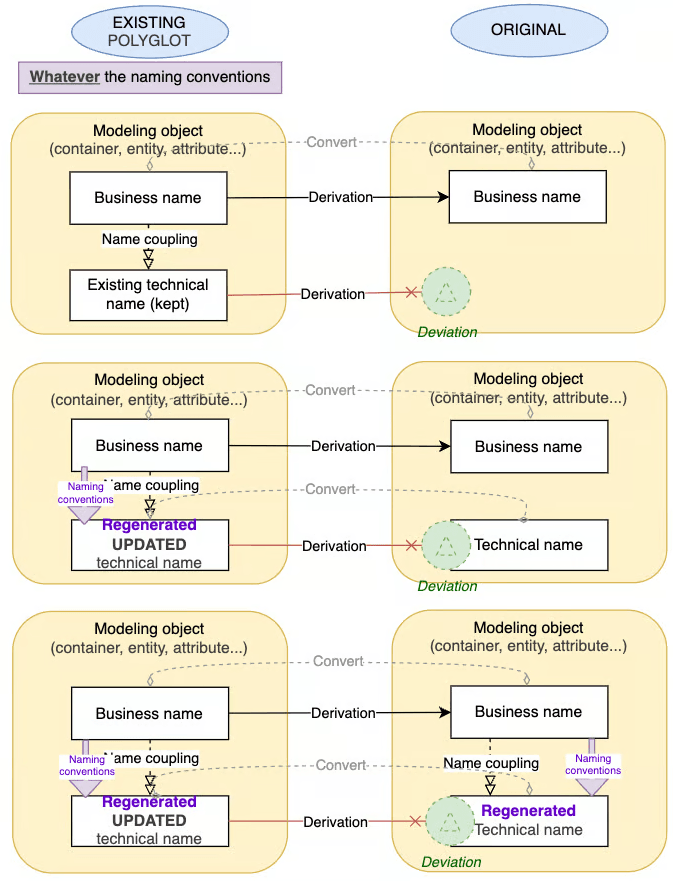 EXISTING
POLYGLOT
ORIGINAL
Whatever the naming conventions
Modeling object
(container, entity, attribute...)
Convert
Modeling object
(container, entity, attribute...)
Business name
Derivation
Business name
Name coupling
Existing technical
name (kept)
Derivation
Deviation
Modeling object
(container, entity, attribute...)
Convert
Modeling object
(container, entity, attribute...)
Business name
Derivation
Business name
Naming
conventions
Name coupling
Convert
Regenerated
UPDATED
technical name
Derivation
Technical name
Deviation
Modeling object
(container, entity, attribute...)
Convert
Modeling object
(container, entity, attribute...)
Business name
Derivation
Business name
Naming
conventions
Name coupling
Convert
Name coupling
Naming
conventions
Regenerated
UPDATED
technical name
Derivation
Regenerated
Technical name
Deviation